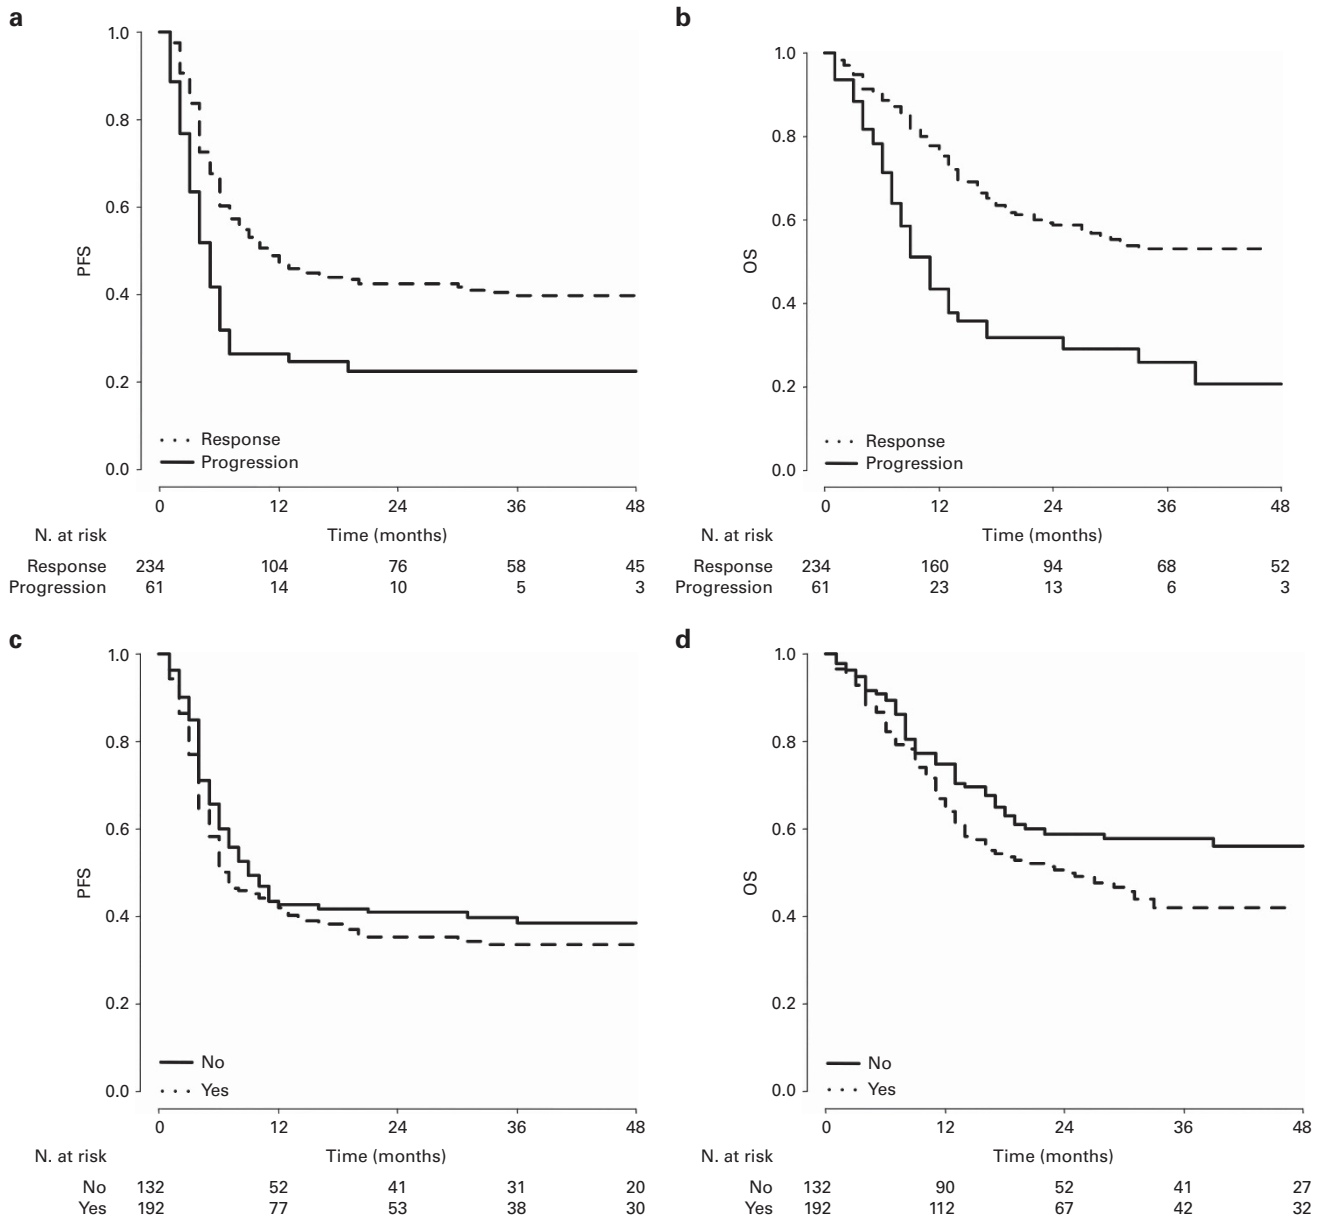 a
1.0
0.8
0.6
0.4
0.2
0.0
PFS
Response
Progression
0 12 24 36 48
N. at risk Time (months)
Response 234 104 76 58 45
Progression 61 14 10 5 3
b
1.0
0.8
0.6
0.4
0.2
0.0
OS
Response
Progression
0 12 24 36 48
N. at risk Time (months)
Response 234 160 94 68 52
Progression 61 23 13 6 3
c
1.0
0.8
0.6
0.4
0.2
0.0
PFS
No
Yes
0 12 24 36 48
N. at risk Time (months)
No 132 52 41 31 20
Yes 192 77 53 38 30
d
1.0
0.8
0.6
0.4
0.2
0.0
OS
No
Yes
0 12 24 36 48
N. at risk Time (months)
No 132 90 52 41 27
Yes 192 112 67 42 32